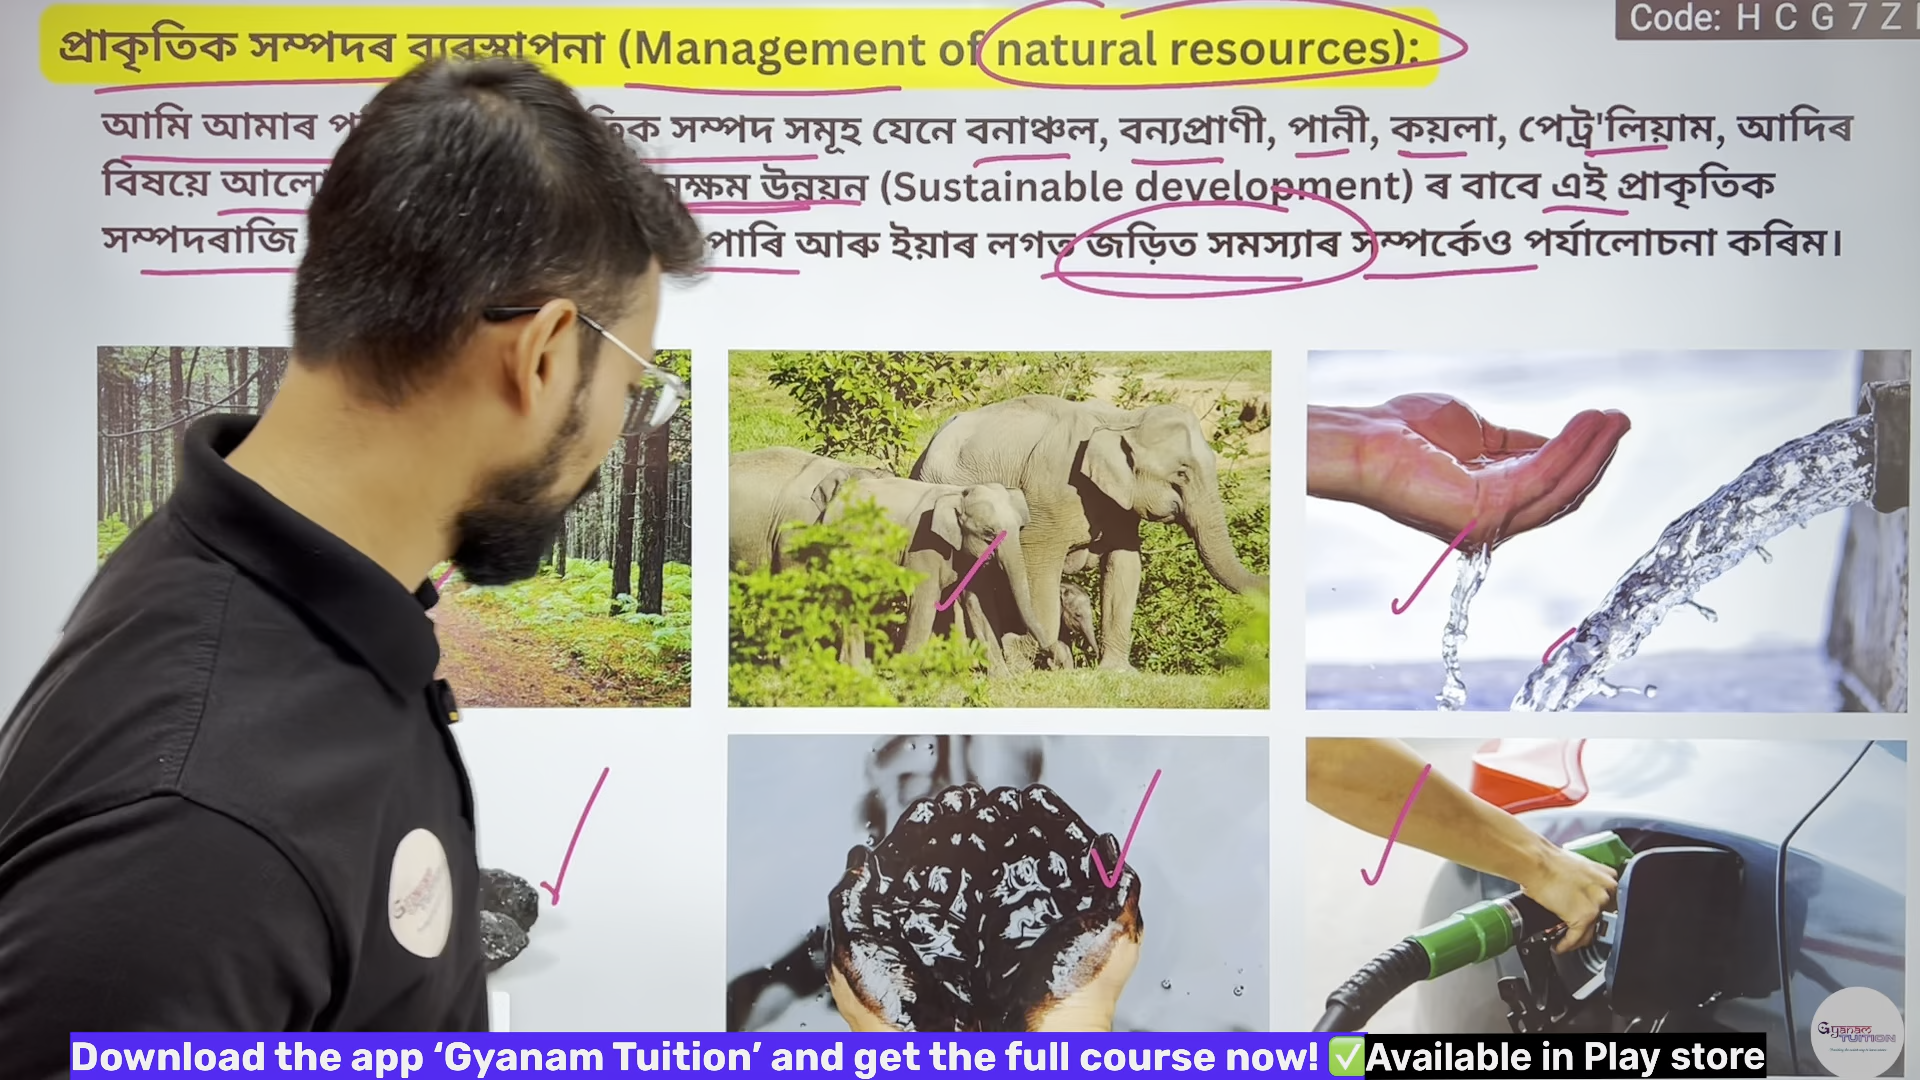 প্ৰাকৃতিক সম্পদৰ ব্যৱস্থাপনা (Management of natural resources):
Code: H C G 7 Z
আমি আমাৰ সম্পদ সমূহ যেনে বনাঞ্চল, বন্যপ্ৰাণী, পানী, কয়লা, পেট্ৰ'লিয়াম, আদিৰ
বিষয়ে উন্নয়ন (Sustainable development) ৰ বাবে এই প্ৰাকৃতিক
সম্পদৰাজি পাৰি আৰু ইয়াৰ লগত জড়িত সমস্যাৰ সম্পৰ্কেও পৰ্যালোচনা কৰিম।
Gyanam TUITION
Download the app ‘Gyanam Tuition’ and get the full course now! ✅Available in Play store